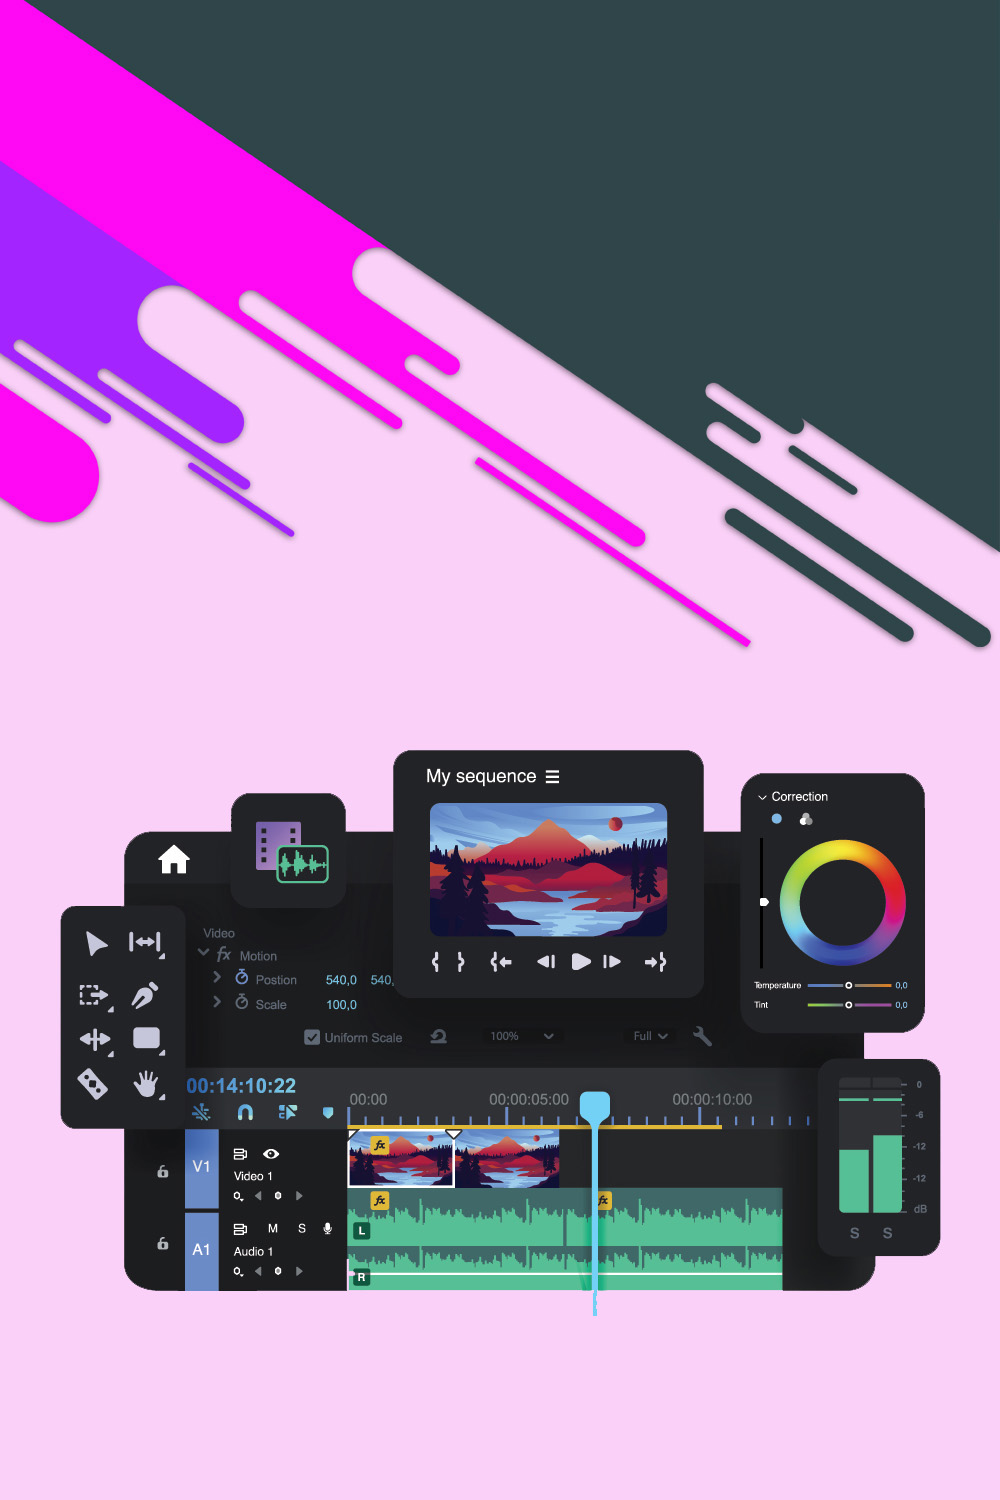 My sequence
Correction
Temperature 0,0
Tint 0,0
Video
fx Motion
Postion 540,0 540,
Scale 100,0
Uniform Scale 100% Full
00:14:10:22
00:00 00:00:05:00 00:00:10:00
fx
V1
Video 1
fx fx
L
A1
M S
Audio 1
R
0
-6
-12
-12
dB
S S